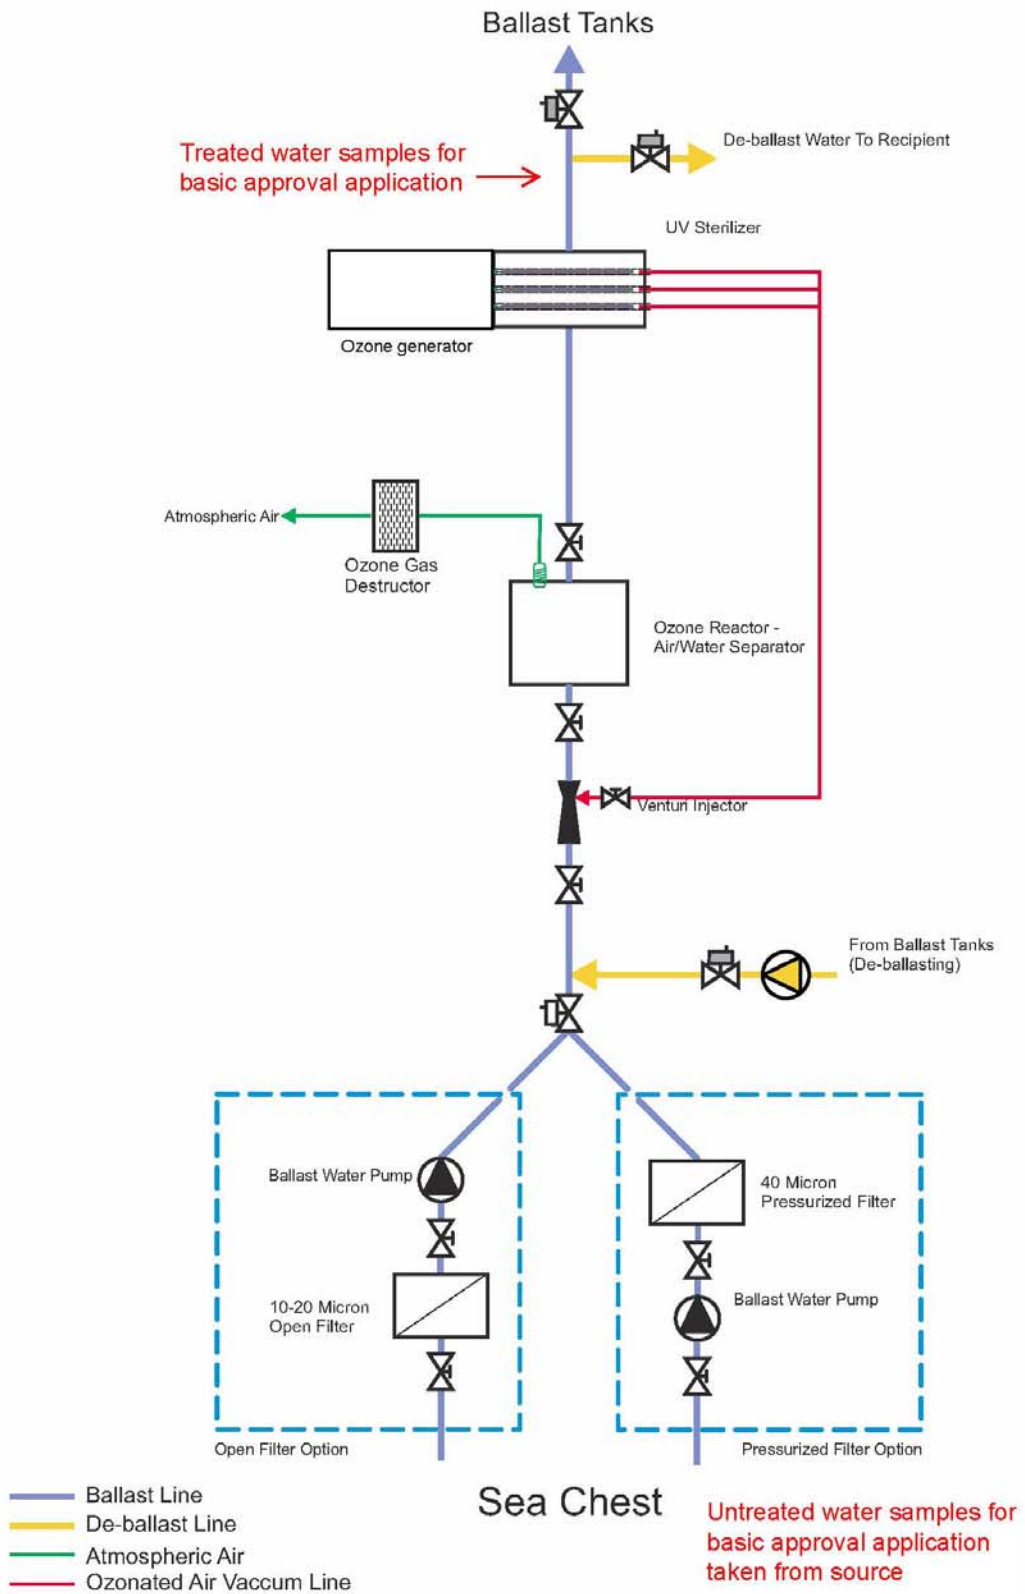 Ballast Tanks
De-ballast Water To Recipient
Treated water samples for
basic approval application
UV Sterilizer
Ozone generator
Atmospheric Air
Ozone Gas
Destructor
Ozone Reactor -
Air/Water Separator
Venturi Injector
From Ballast Tanks
(De-ballasting)
Ballast Water Pump
10-20 Micron
Open Filter
Open Filter Option
40 Micron
Pressurized Filter
Ballast Water Pump
Pressurized Filter Option
Sea Chest
Ballast Line
De-ballast Line
Atmospheric Air
Ozonated Air Vaccum Line
Untreated water samples for
basic approval application
taken from source